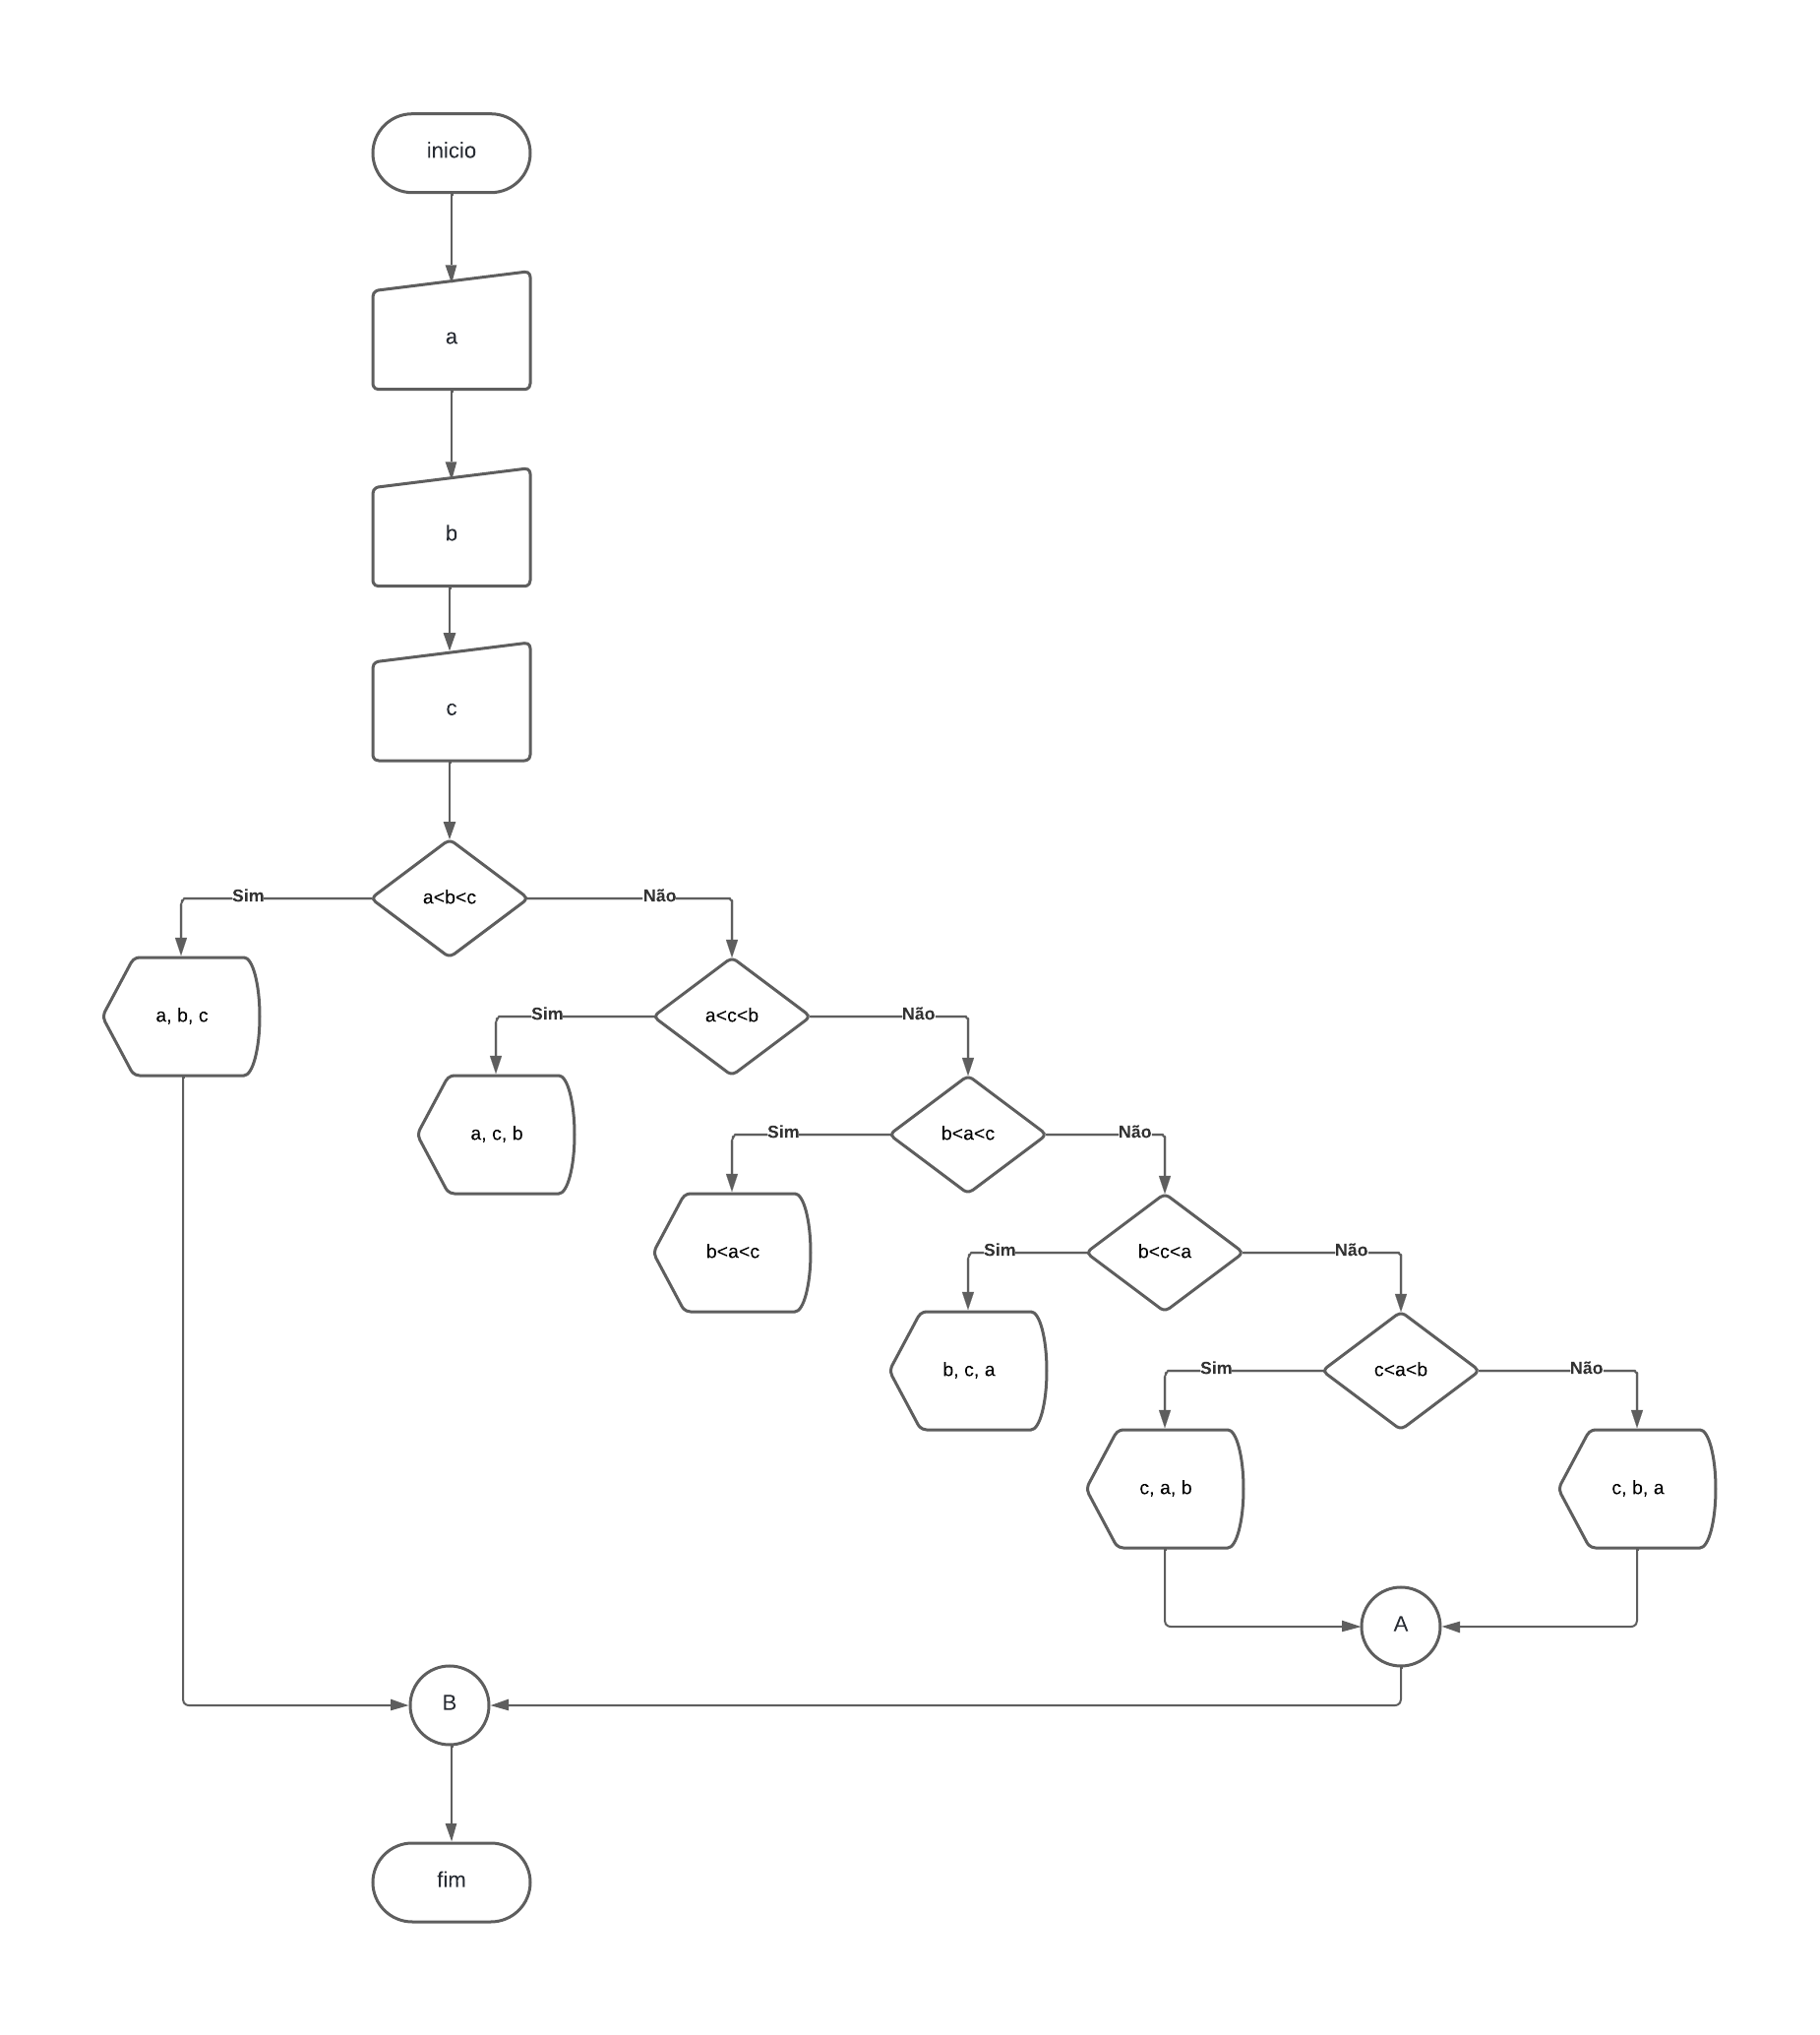 inicio
a
b
c
a<b<c
Sim
Não
a, b, c
a<c<b
Sim
Não
a, c, b
b<a<c
Sim
Não
b<a<c
b<c<a
Sim
Não
b, c, a
c<a<b
Sim
Não
c, a, b
c, b, a
A
B
fim